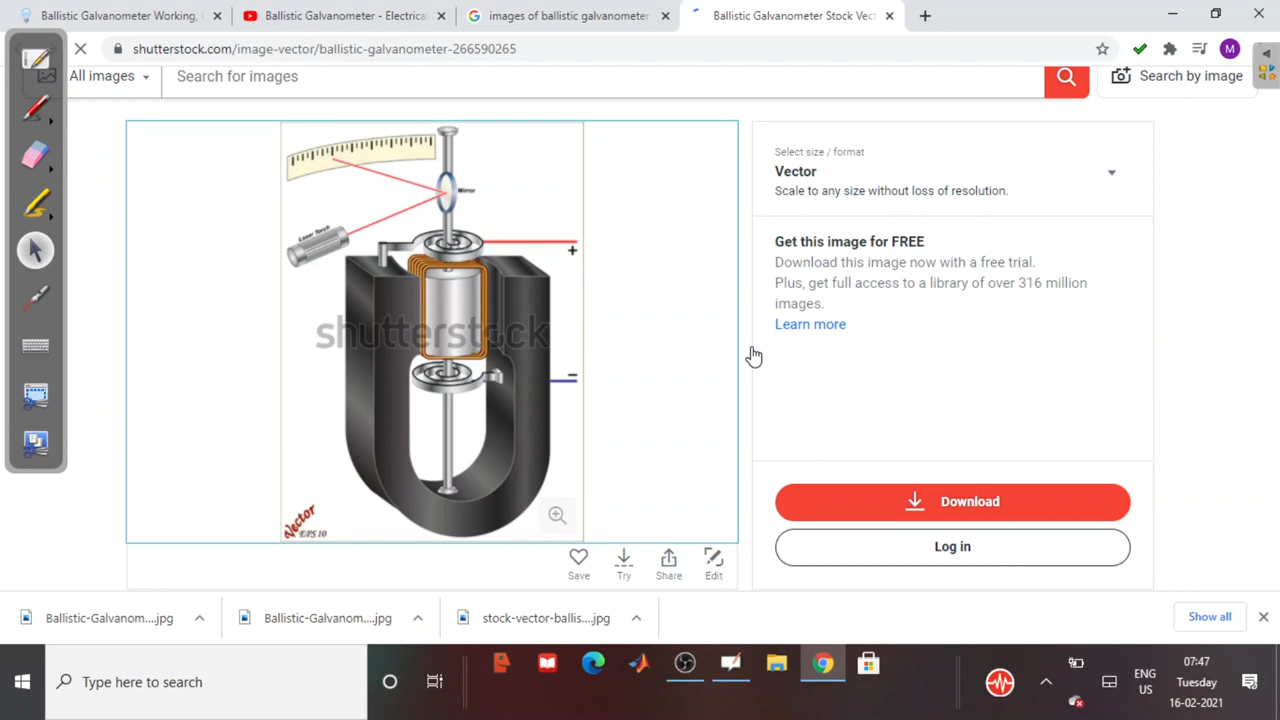 Ballistic Galvanometer Working, C
Ballistic Galvanometer - Electrical
images of ballistic galvanometer
Ballistic Galvanometer Stock Vect
shutterstock.com/image-vector/ballistic-galvanometer-266590265
M
All images
Search for images
Search by image
Mirror
Laser Torch
+
−
shutterstock
Vector
EPS 10
Select size / format
Vector
Scale to any size without loss of resolution.
Get this image for FREE
Download this image now with a free trial.
Plus, get full access to a library of over 316 million
images.
Learn more
Download
Log in
Save
Try
Share
Edit
Ballistic-Galvanom....jpg
Ballistic-Galvanom....jpg
stock-vector-ballis....jpg
Show all
Type here to search
ENG
US
07:47
Tuesday
16-02-2021